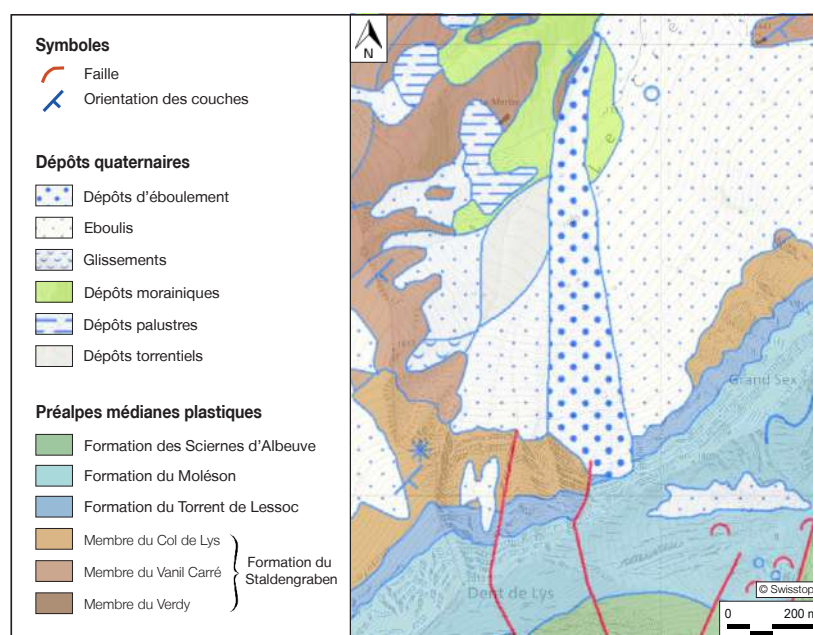 Symboles
Faille
Orientation des couches
Dépôts quaternaires
Dépôts d'éboulement
Eboulis
Glissements
Dépôts morainiques
Dépôts palustres
Dépôts torrentiels
Préalpes médianes plastiques
Formation des Sciernes d'Albeuve
Formation du Moléson
Formation du Torrent de Lessoc
Membre du Col de Lys
Membre du Vanil Carré
Membre du Verdy
Formation du
Staldengraben
N
Grand Sex
Dent de Lys
© Swisstop
0 200 m